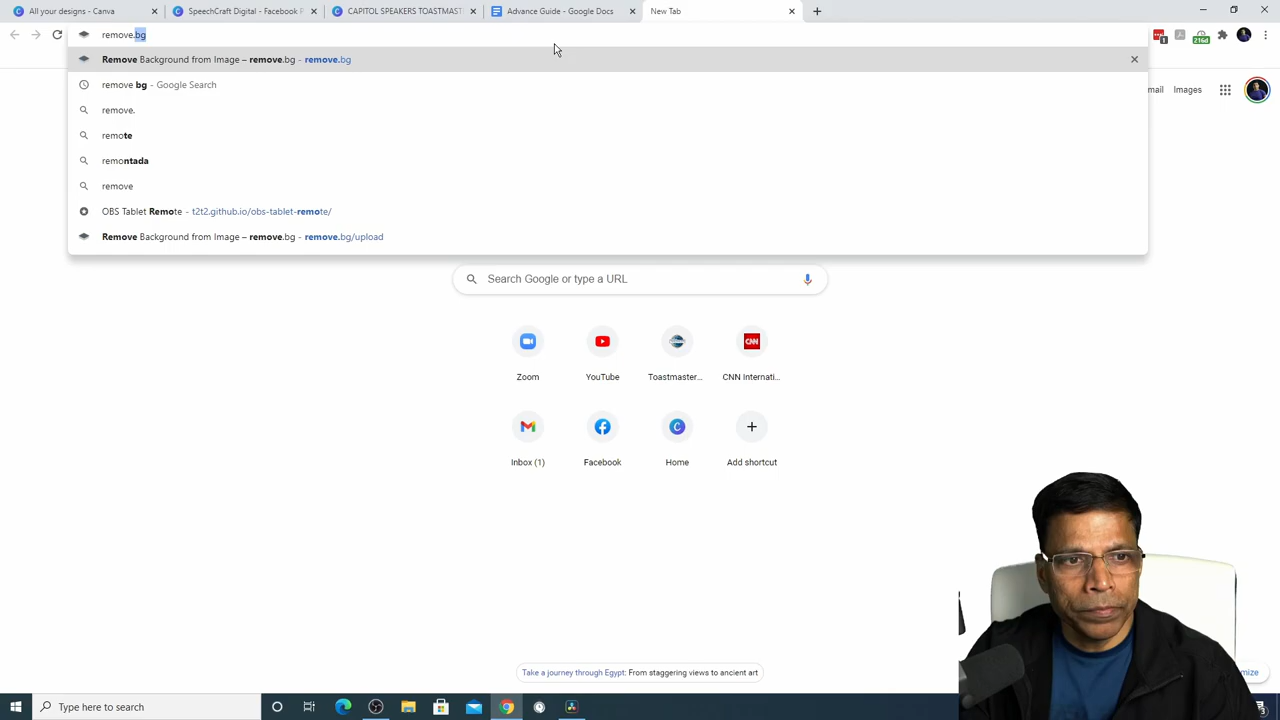 All your designs - Canva
SpeechCraft Digital - Facebook P
CAPITOL SPEAKERS TOASTMAST
Advance Guide - Google Docs
New Tab
remove.bg
1
216d
Remove Background from Image – remove.bg - remove.bg
remove bg - Google Search
remove.
remote
remontada
remove
OBS Tablet Remote - t2t2.github.io/obs-tablet-remote/
Remove Background from Image – remove.bg - remove.bg/upload
mail Images
Search Google or type a URL
Zoom YouTube Toastmaster... CNN Internati...
Inbox (1) Facebook Home Add shortcut
Take a journey through Egypt: From staggering views to ancient art
mize
Type here to search